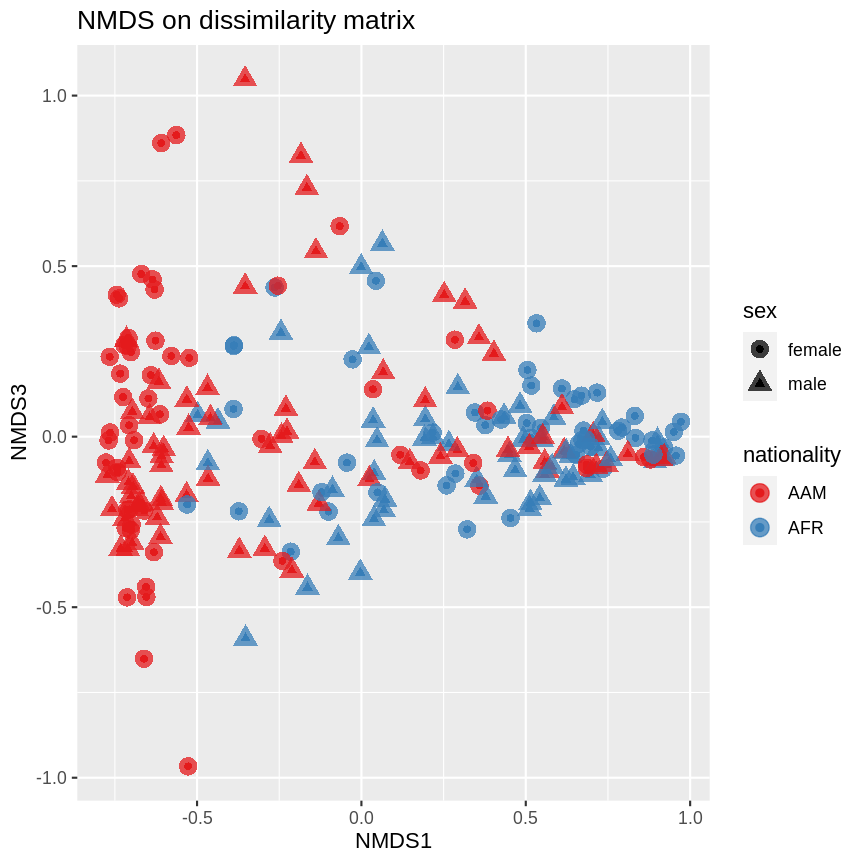 NMDS on dissimilarity matrix
1.0
0.5
0.0
-0.5
-1.0
NMDS3
-0.5
0.0
0.5
1.0
NMDS1
sex
female
male
nationality
AAM
AFR